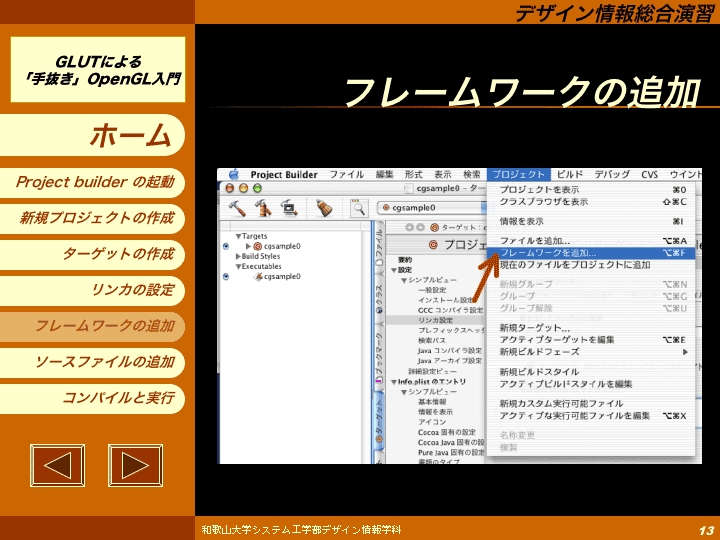 デザイン情報総合演習
GLUTによる
「手抜き」OpenGL入門
ホーム
Project builder の起動
新規プロジェクトの作成
ターゲットの作成
リンカの設定
フレームワークの追加
ソースファイルの追加
コンパイルと実行
フレームワークの追加
Project Builder ファイル 編集 形式 表示 検索 プロジェクト ビルド デバッグ CVS ウイント
cgsample0 – ター
cgsample0
Targets
cgsample0
Build Styles
Executables
cgsample0
ファイル
クラス
ブックマーク
ターゲット
ターゲット：c
プロジェ
概要
設定
シンプルビュー
一般設定
インストール設定
GCC コンパイラ設定
リンカ設定
プレフィックスヘッタ
検索パス
Java コンパイラ設定
Java アーカイブ設定
詳細設定ビュー
Info.plist のエントリ
シンプルビュー
基本情報
情報を表示
アイコン
Cocoa 固有の設定
Cocoa Java 固有の設
Pure Java 固有の設定
書類のタイプ
プロジェクトを表示 ⌘0
クラスブラウザを表示 ⇧⌘C
情報を表示 ⌘I
ファイルを追加... ⌥⌘A
フレームワークを追加... ⌥⌘F
現在のファイルをプロジェクトに追加
新規グループ ⌥⌘N
グループ ⌥⌘G
グループ解除 ⌥⌘U
新規ターゲット...
アクティブターゲットを編集 ⌥⌘E
新規ビルドフェーズ
新規ビルドスタイル
アクティブビルドスタイルを編集
新規カスタム実行可能ファイル
アクティブな実行可能ファイルを編集 ⌥⌘X
名称変更
複製
和歌山大学システム工学部デザイン情報学科
13